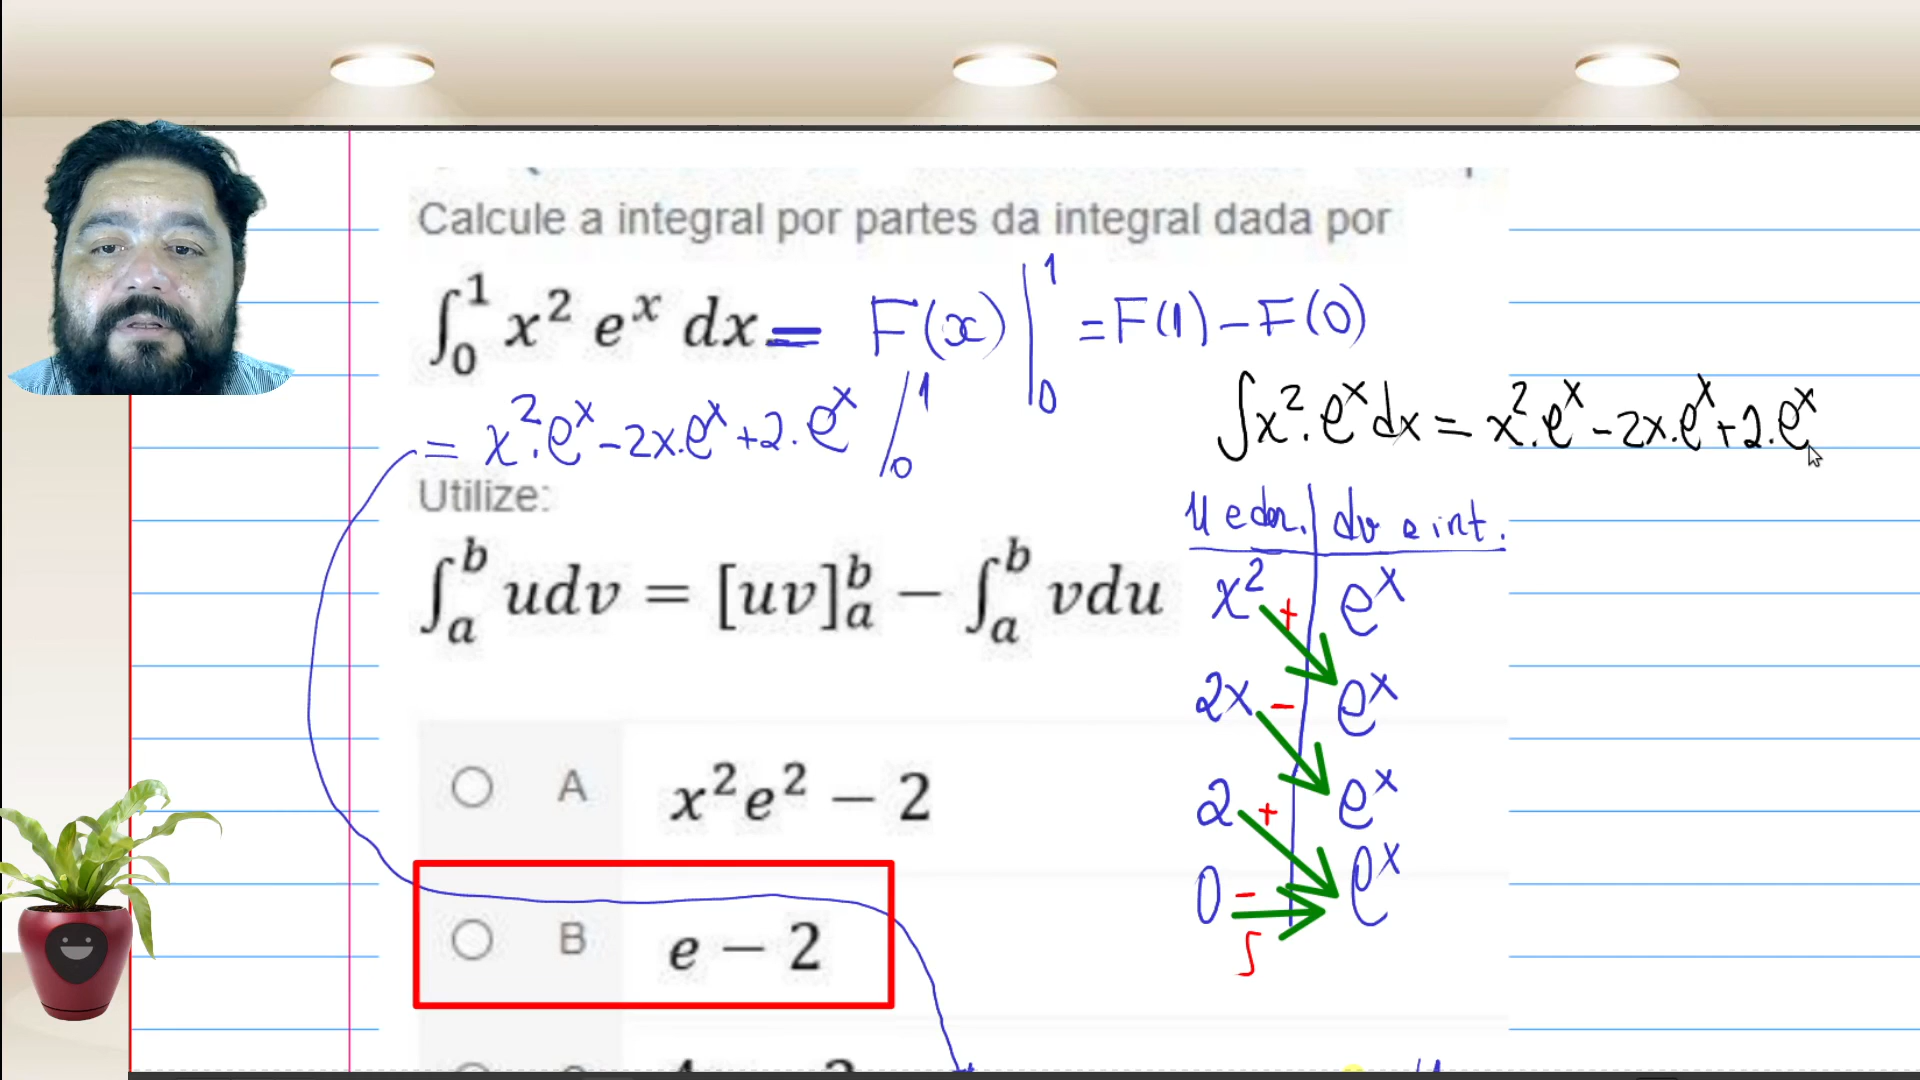 Calcule a integral por partes da integral dada por
∫₀¹ x² eˣ dx = F(x) |₀¹ = F(1) - F(0)
∫x².eˣdx = x².eˣ-2x.eˣ+2.eˣ
= x².eˣ-2x.eˣ+2.eˣ |₀¹
Utilize:
u e der. | dv e int.
∫ₐᵇ udv = [uv]ₐᵇ − ∫ₐᵇ vdu
x² + eˣ
2x - eˣ
A x²e² − 2
2 + eˣ
0 - eˣ
∫
B e − 2